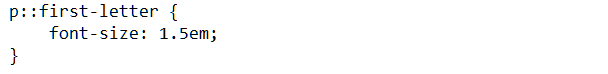 p::first-letter {
    font-size: 1.5em;
}